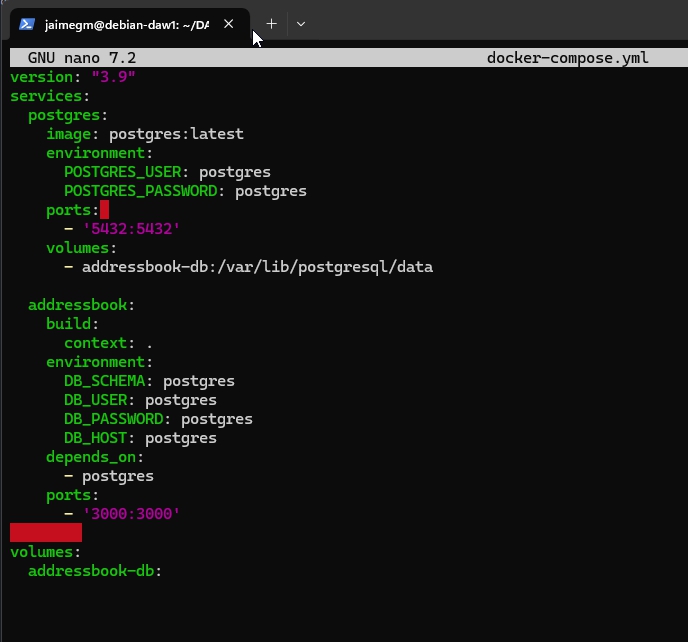 jaimegm@debian-daw1: ~/DA
GNU nano 7.2 docker-compose.yml
version: "3.9"
services:
  postgres:
    image: postgres:latest
    environment:
      POSTGRES_USER: postgres
      POSTGRES_PASSWORD: postgres
    ports:
      - '5432:5432'
    volumes:
      - addressbook-db:/var/lib/postgresql/data

  addressbook:
    build:
      context: .
    environment:
      DB_SCHEMA: postgres
      DB_USER: postgres
      DB_PASSWORD: postgres
      DB_HOST: postgres
    depends_on:
      - postgres
    ports:
      - '3000:3000'

volumes:
  addressbook-db: